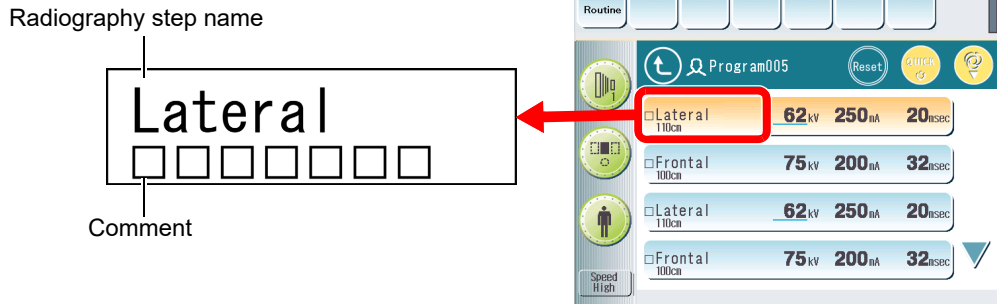 Radiography step name
Lateral
□□□□□□□
Comment
Routine
Program005
Reset
QUICK
1
□Lateral 62kV 250mA 20msec
110cm
□Frontal 75kV 200mA 32msec
100cm
□Lateral 62kV 250mA 20msec
110cm
□Frontal 75kV 200mA 32msec
100cm
Speed
High